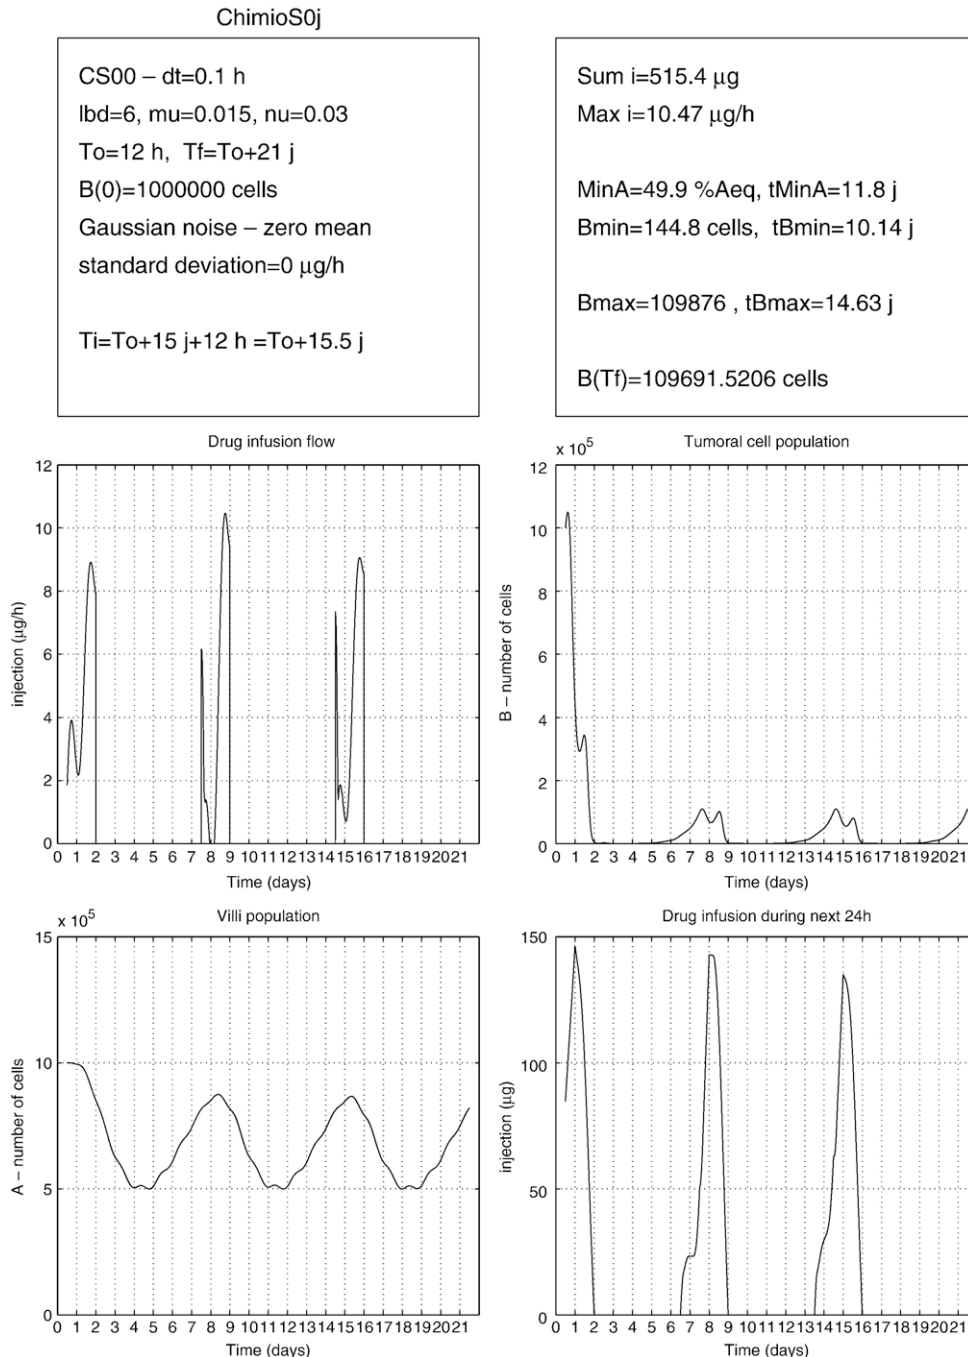 ChimioS0j
CS00 – dt=0.1 h
lbd=6, mu=0.015, nu=0.03
To=12 h, Tf=To+21 j
B(0)=1000000 cells
Gaussian noise – zero mean
standard deviation=0 μg/h
Ti=To+15 j+12 h =To+15.5 j
Sum i=515.4 μg
Max i=10.47 μg/h
MinA=49.9 %Aeq, tMinA=11.8 j
Bmin=144.8 cells, tBmin=10.14 j
Bmax=109876 , tBmax=14.63 j
B(Tf)=109691.5206 cells
Drug infusion flow
12
10
8
6
4
2
0
injection (μg/h)
0 1 2 3 4 5 6 7 8 9 10 11 12 13 14 15 16 17 18 19 20 21
Time (days)
x 10⁵
Tumoral cell population
12
10
8
6
4
2
0
B – number of cells
0 1 2 3 4 5 6 7 8 9 10 11 12 13 14 15 16 17 18 19 20 21
Time (days)
x 10⁵
Villi population
15
10
5
0
A – number of cells
0 1 2 3 4 5 6 7 8 9 10 11 12 13 14 15 16 17 18 19 20 21
Time (days)
Drug infusion during next 24h
150
100
50
0
injection (μg)
0 1 2 3 4 5 6 7 8 9 10 11 12 13 14 15 16 17 18 19 20 21
Time (days)